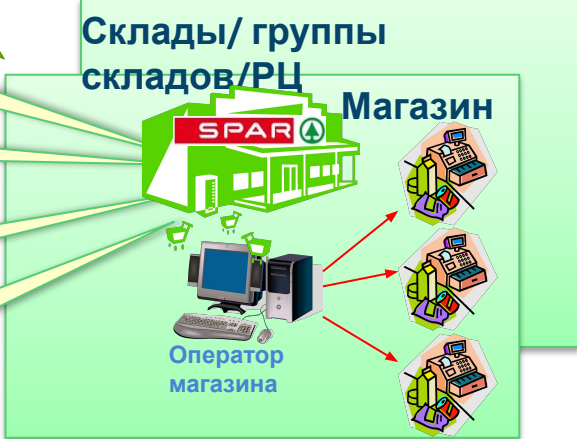 Склады/ группы
складов/РЦ
Магазин
SPAR
Оператор
магазина